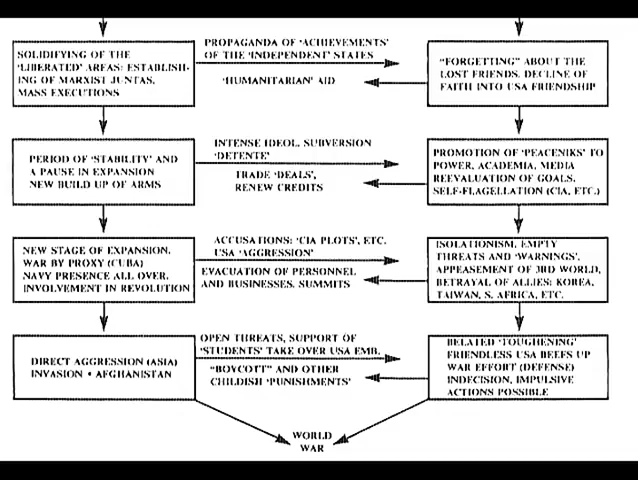 SOLIDIFYING OF THE
'LIBERATED' AREAS: ESTABLISH-
ING OF MARXIST JUNTAS,
MASS EXECUTIONS
PROPAGANDA OF 'ACHIEVEMENTS'
OF THE 'INDEPENDENT' STATES
'HUMANITARIAN' AID
"FORGETTING" ABOUT THE
LOST FRIENDS. DECLINE OF
FAITH INTO USA FRIENDSHIP
PERIOD OF 'STABILITY' AND
A PAUSE IN EXPANSION
NEW BUILD UP OF ARMS
INTENSE IDEOL. SUBVERSION
'DETENTE'
TRADE 'DEALS',
RENEW CREDITS
PROMOTION OF 'PEACENIKS' TO
POWER, ACADEMIA, MEDIA
REEVALUATION OF GOALS,
SELF-FLAGELLATION (CIA, ETC.)
NEW STAGE OF EXPANSION,
WAR BY PROXY (CUBA)
NAVY PRESENCE ALL OVER,
INVOLVEMENT IN REVOLUTION
ACCUSATIONS: 'CIA PLOTS', ETC.
USA 'AGGRESSION'
EVACUATION OF PERSONNEL
AND BUSINESSES. SUMMITS
ISOLATIONISM, EMPTY
THREATS AND 'WARNINGS',
APPEASEMENT OF 3RD WORLD,
BETRAYAL OF ALLIES: KOREA,
TAIWAN, S. AFRICA, ETC.
DIRECT AGGRESSION (ASIA)
INVASION • AFGHANISTAN
OPEN THREATS, SUPPORT OF
'STUDENTS' TAKE OVER USA EMB.
"BOYCOTT" AND OTHER
CHILDISH 'PUNISHMENTS'
BELATED 'TOUGHENING'
FRIENDLESS USA BEEFS UP
WAR EFFORT (DEFENSE)
INDECISION, IMPULSIVE
ACTIONS POSSIBLE
WORLD
WAR